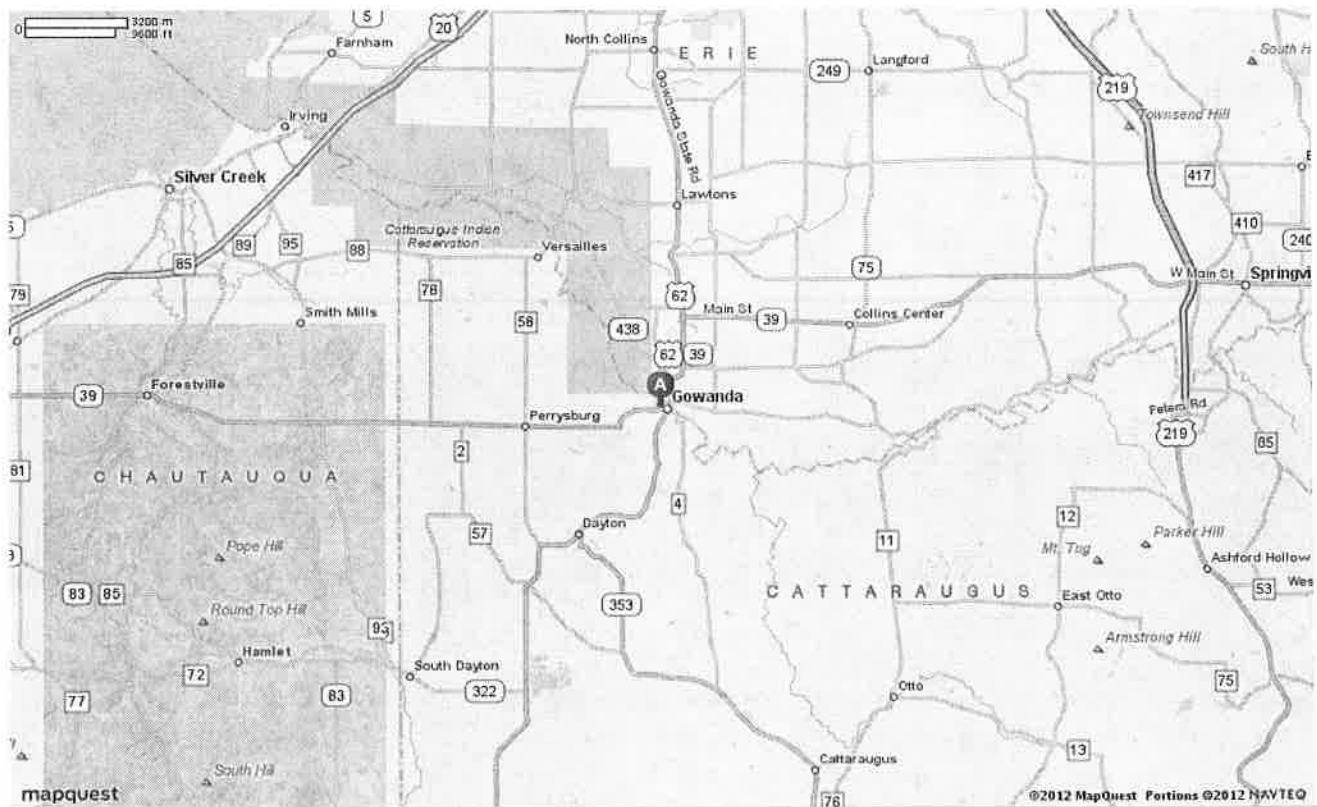 0 3200 m
9600 ft
5
20
Farnham
North Collins
ERIE
249
Langford
219
Townsend Hill
Irving
Gowanda State Rd
Silver Creek
417
Lawtons
Cattaraugus Indian
Reservation
Versailles
89
95
88
85
410
240
75
W Main St
79
78
58
62
Main St
39
Collins Center
Smith Mills
438
62
39
A
Gowanda
39
Forestville
Perrysburg
Peters Rd
219
85
81
2
CHAUTAUQUA
4
57
Dayton
12
11
Parker Hill
Mt. Tug
Pope Hill
Ashford Hollow
83
85
CATTARAUGUS
53
Wes
353
East Otto
Round Top Hill
93
Armstrong Hill
Hamlet
72
South Dayton
322
83
75
77
Otto
13
South Hill
Cattaraugus
76
mapquest
©2012 MapQuest Portions ©2012 NAVTEQ